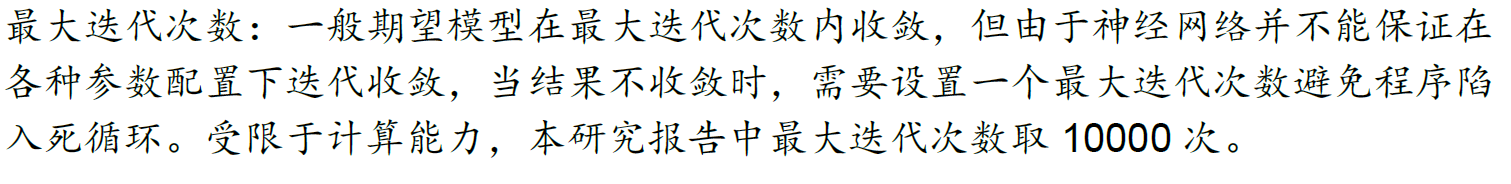 最大迭代次数：一般期望模型在最大迭代次数内收敛，但由于神经网络并不能保证在
各种参数配置下迭代收敛，当结果不收敛时，需要设置一个最大迭代次数避免程序陷
入死循环。受限于计算能力，本研究报告中最大迭代次数取 10000 次。